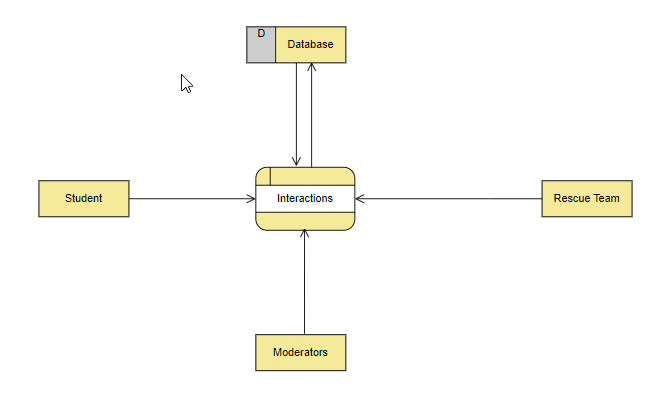 D
Database
Student
Interactions
Rescue Team
Moderators